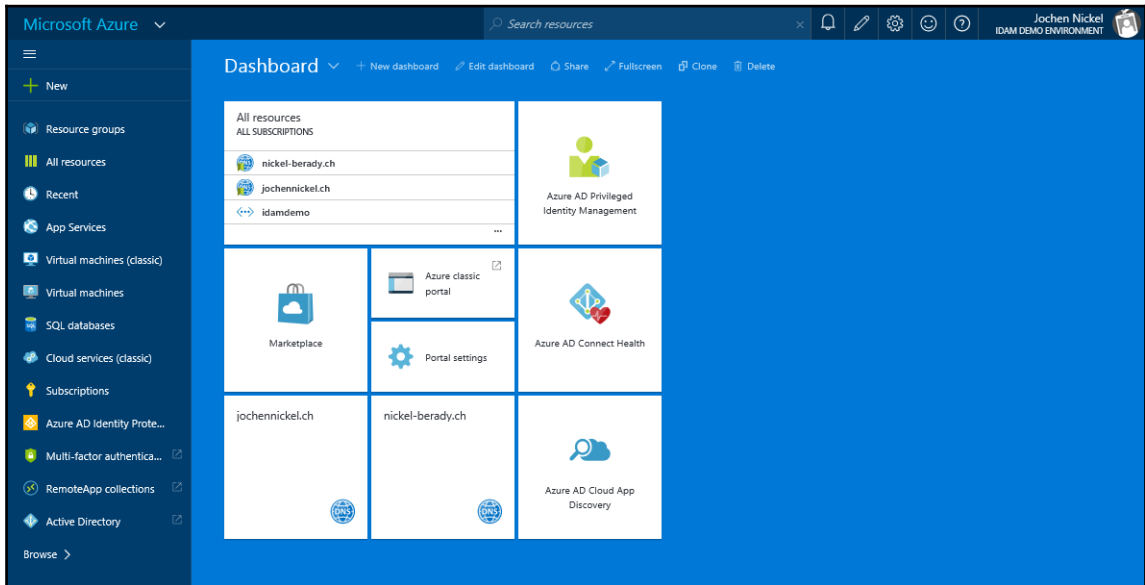 Microsoft Azure
Search resources
Jochen Nickel
IDAM DEMO ENVIRONMENT
New
Resource groups
All resources
Recent
App Services
Virtual machines (classic)
Virtual machines
SQL databases
Cloud services (classic)
Subscriptions
Azure AD Identity Prote...
Multi-factor authentica...
RemoteApp collections
Active Directory
Browse
Dashboard
New dashboard Edit dashboard Share Fullscreen Clone Delete
All resources
ALL SUBSCRIPTIONS
nickel-berady.ch
jochennickel.ch
idamdemo
...
Azure AD Privileged
Identity Management
Marketplace
Azure classic
portal
Portal settings
Azure AD Connect Health
jochennickel.ch
DNS
nickel-berady.ch
DNS
Azure AD Cloud App
Discovery